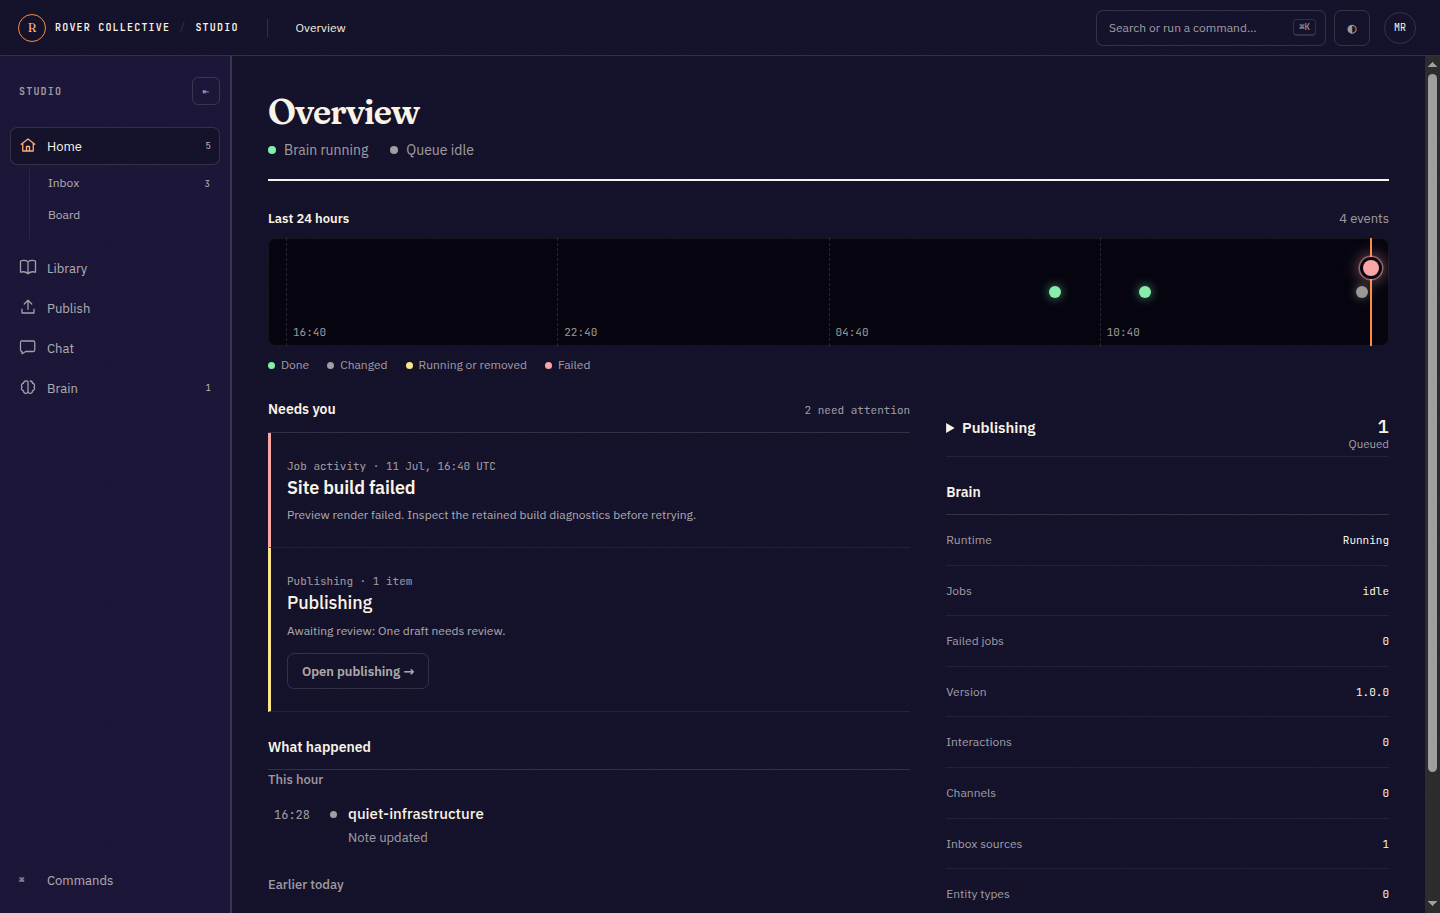 R ROVER COLLECTIVE / STUDIO Overview Search or run a command... ⌘K MR
STUDIO
Home 5
Inbox 3
Board
Library
Publish
Chat
Brain 1
⌘ Commands
Overview
Brain running Queue idle
Last 24 hours 4 events
16:40 22:40 04:40 10:40
Done Changed Running or removed Failed
Needs you 2 need attention
Job activity · 11 Jul, 16:40 UTC
Site build failed
Preview render failed. Inspect the retained build diagnostics before retrying.
Publishing · 1 item
Publishing
Awaiting review: One draft needs review.
Open publishing →
What happened
This hour
16:28 quiet-infrastructure
Note updated
Earlier today
Publishing 1
Queued
Brain
Runtime Running
Jobs idle
Failed jobs 0
Version 1.0.0
Interactions 0
Channels 0
Inbox sources 1
Entity types 0